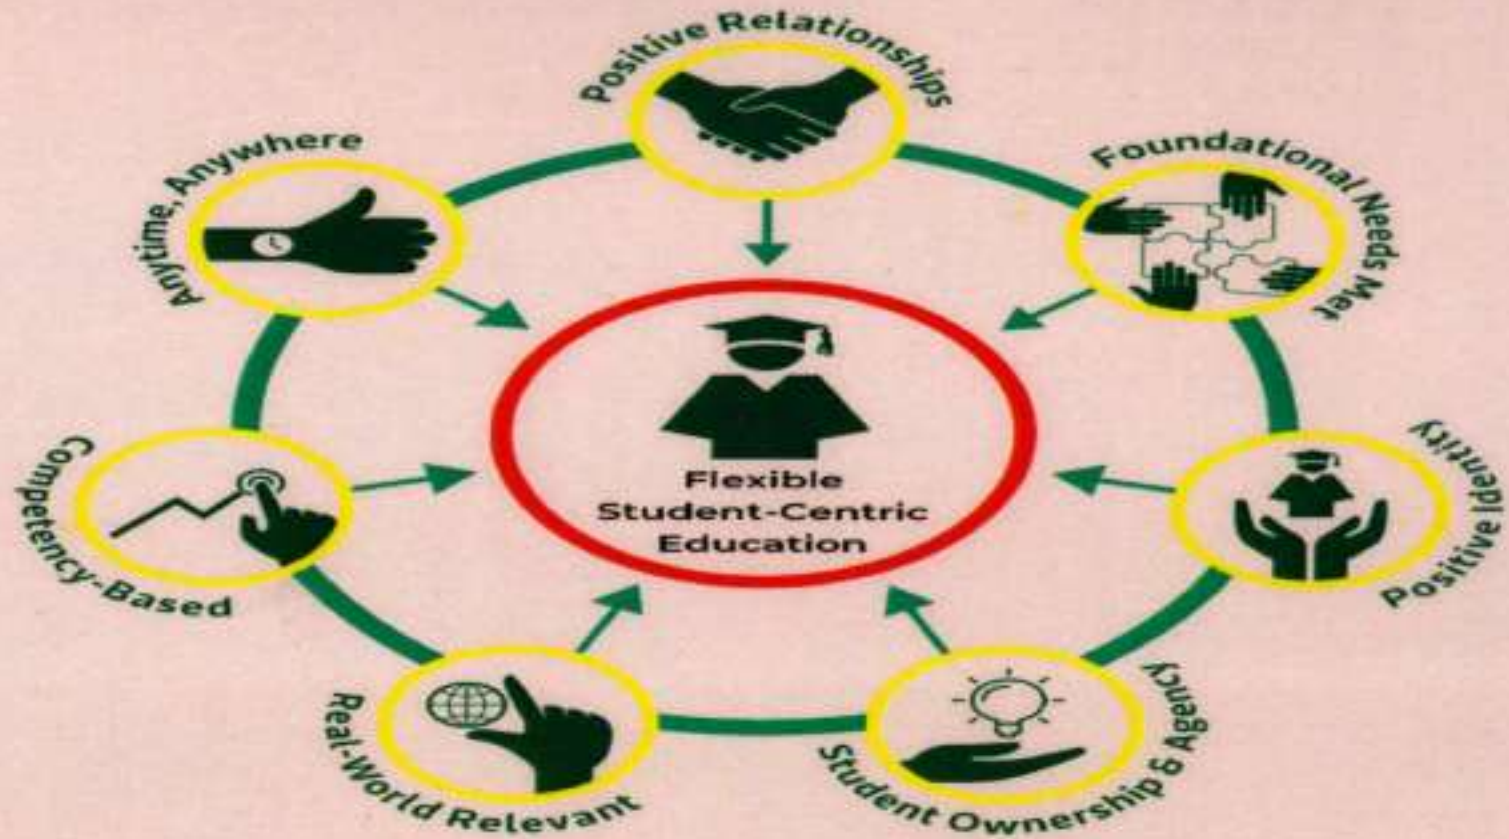 Positive Relationships
Foundational Needs Met
Positive Identity
Student Ownership & Agency
Real-World Relevant
Competency-Based
Anytime, Anywhere
Flexible
Student-Centric
Education